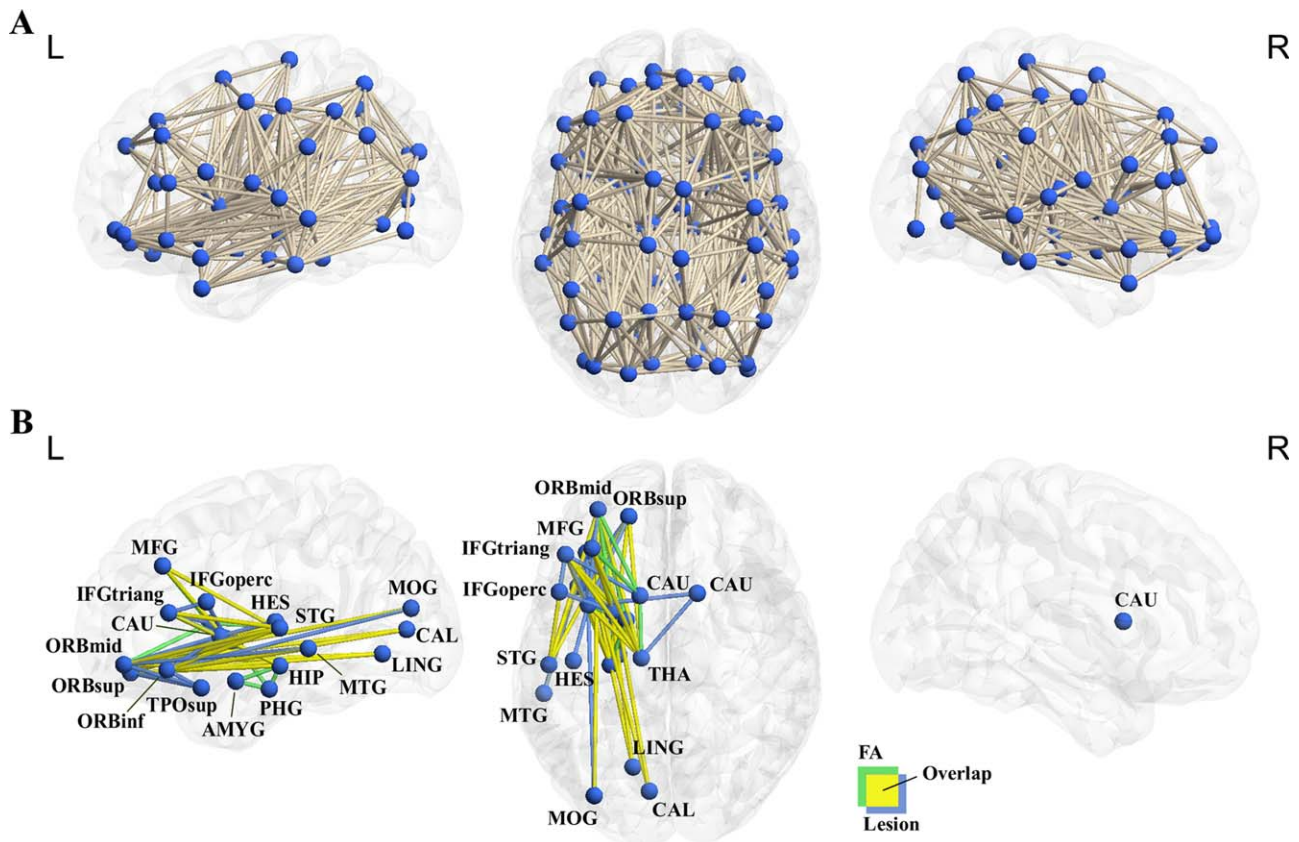 A
L
R
B
L
R
MFG
IFGtriang
IFGoperc
HES
STG
MOG
CAU
CAL
ORBmid
LING
ORBsup
HIP
MTG
ORBinf
TPOsup
AMYG
PHG
ORBmid
ORBsup
MFG
IFGtriang
IFGoperc
CAU
CAU
STG
HES
THA
MTG
LING
MOG
CAL
CAU
FA
Overlap
Lesion